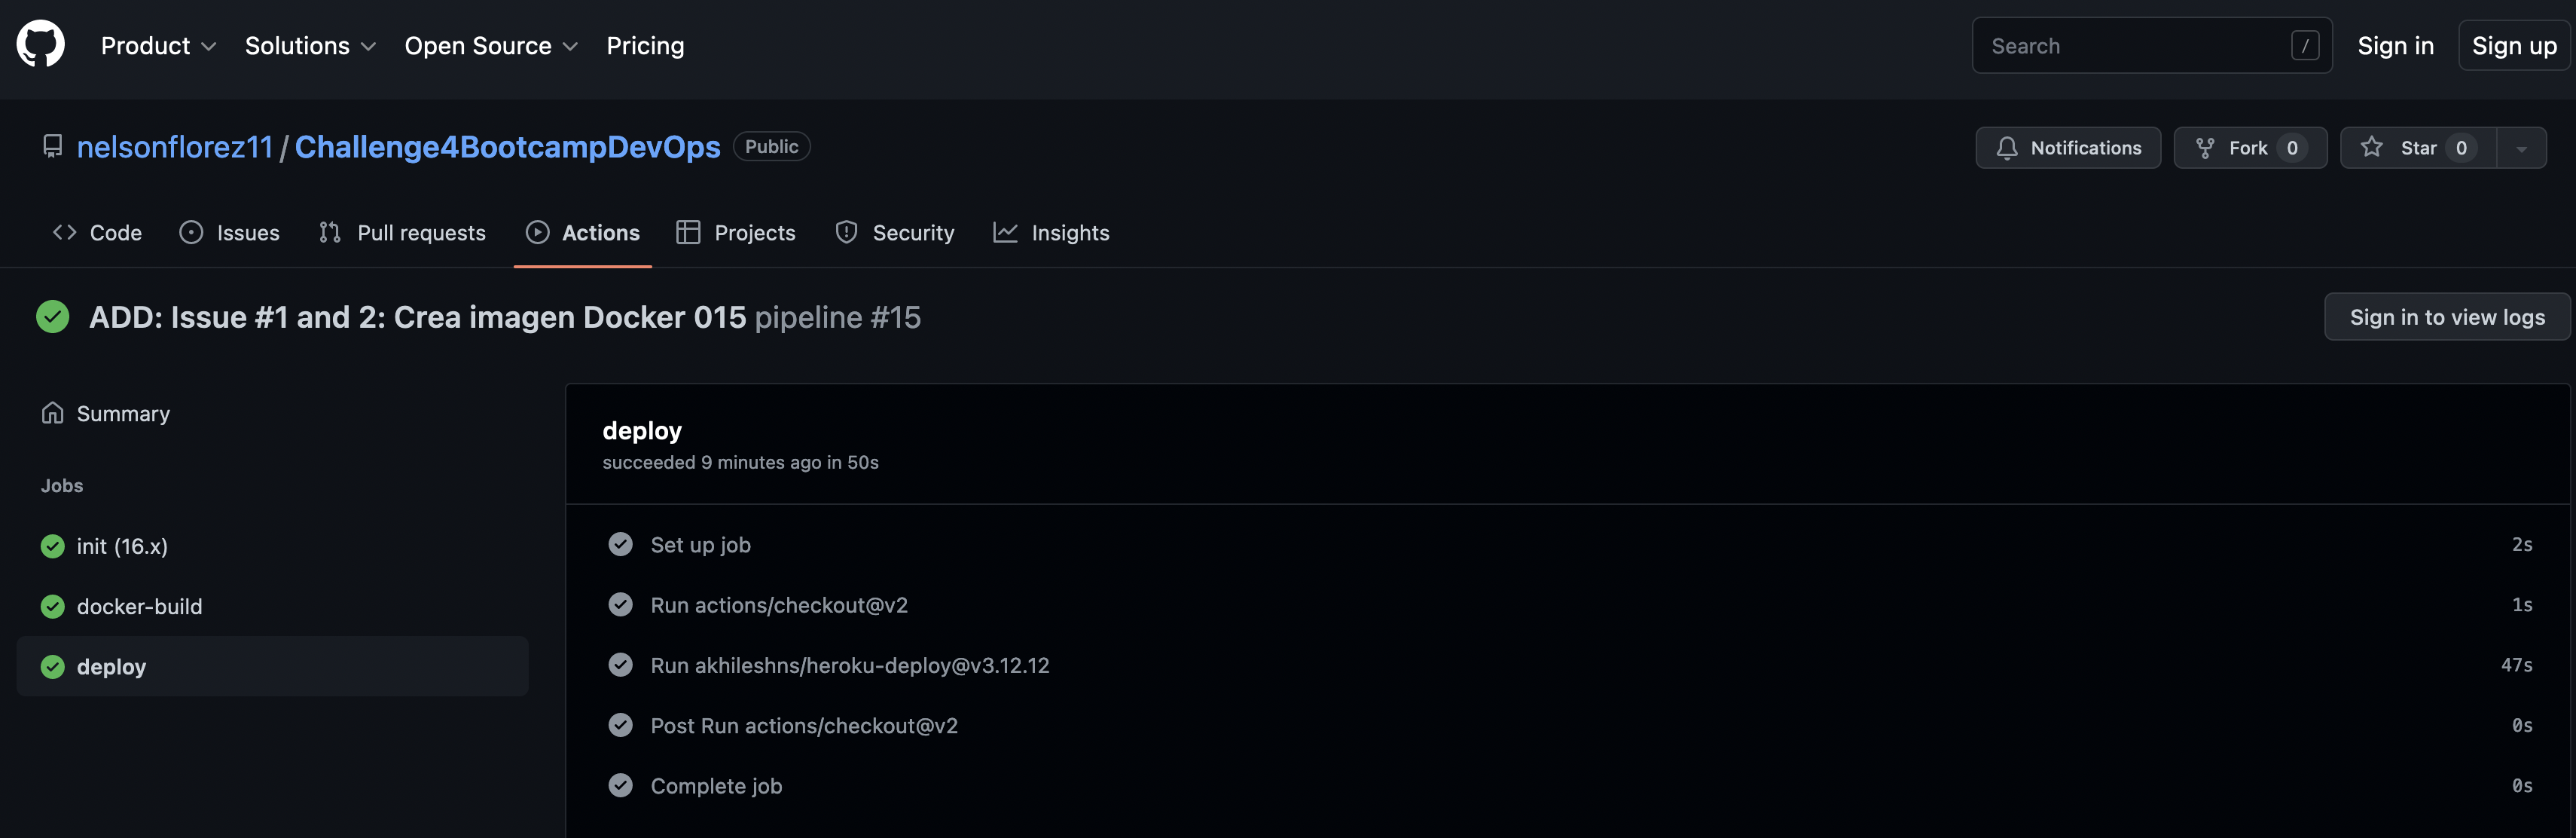 Product Solutions Open Source Pricing Search / Sign in Sign up
nelsonflorez11 / Challenge4BootcampDevOps Public Notifications Fork 0 Star 0
Code Issues Pull requests Actions Projects Security Insights
ADD: Issue #1 and 2: Crea imagen Docker 015 pipeline #15 Sign in to view logs
Summary
Jobs
init (16.x)
docker-build
deploy
deploy
succeeded 9 minutes ago in 50s
Set up job 2s
Run actions/checkout@v2 1s
Run akhileshns/heroku-deploy@v3.12.12 47s
Post Run actions/checkout@v2 0s
Complete job 0s